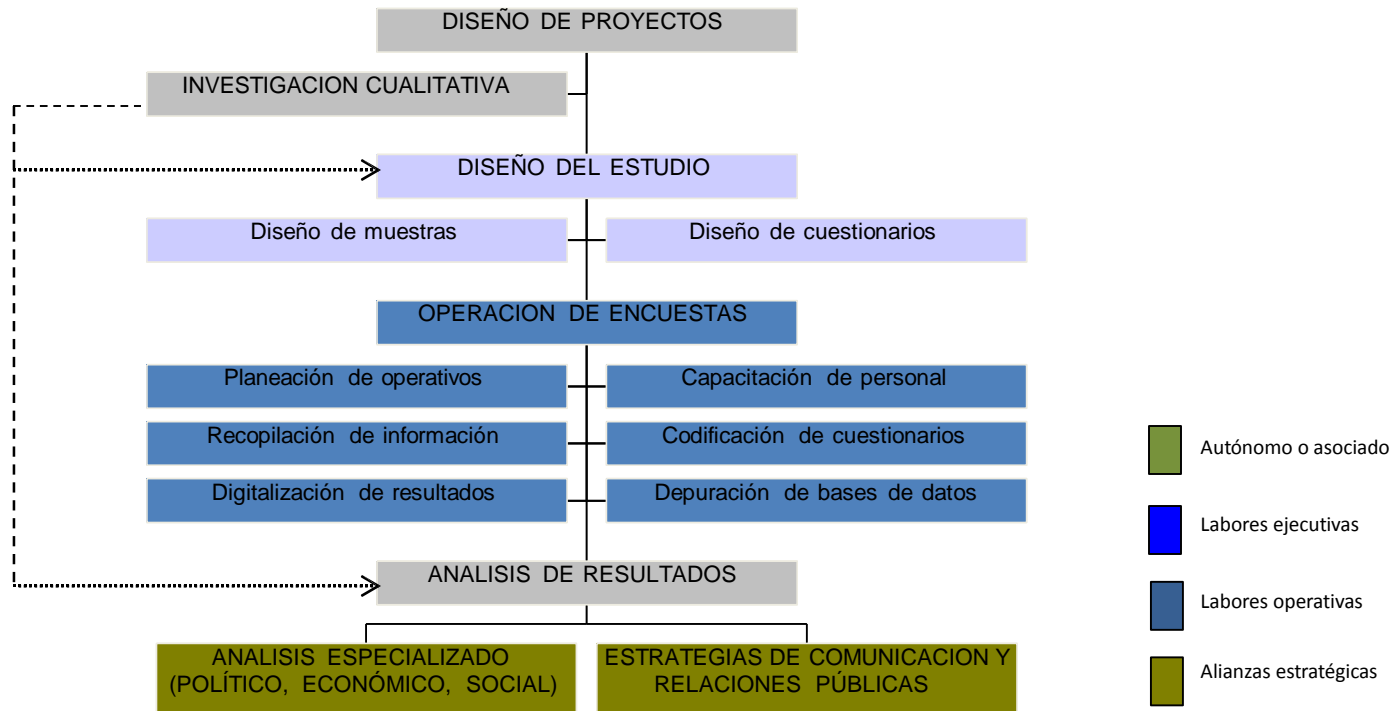 DISEÑO DE PROYECTOS
INVESTIGACION CUALITATIVA
DISEÑO DEL ESTUDIO
Diseño de muestras
Diseño de cuestionarios
OPERACION DE ENCUESTAS
Planeación de operativos
Capacitación de personal
Recopilación de información
Codificación de cuestionarios
Digitalización de resultados
Depuración de bases de datos
ANALISIS DE RESULTADOS
ANALISIS ESPECIALIZADO
(POLÍTICO, ECONÓMICO, SOCIAL)
ESTRATEGIAS DE COMUNICACION Y
RELACIONES PÚBLICAS
Autónomo o asociado
Labores ejecutivas
Labores operativas
Alianzas estratégicas